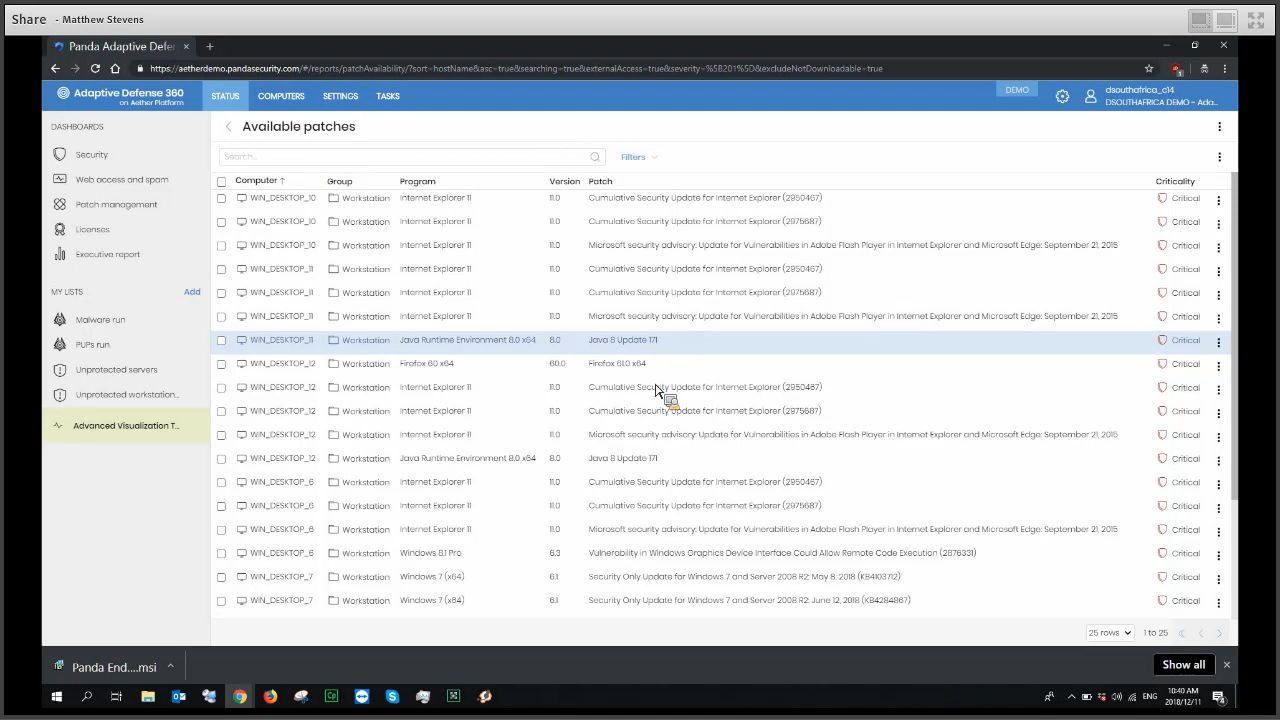 Share - Matthew Stevens
Panda Adaptive Defe
https://aetherdemo.pandasecurity.com/#/reports/patchAvailability/?sort=hostName&asc=true&searching=true&externalAccess=true&severity=%5B201%5D&excludeNotDownloadable=true
Adaptive Defense 360
on Aether Platform
STATUS COMPUTERS SETTINGS TASKS
DEMO
dsouthafrica_c14
DSOUTHAFRICA DEMO - Ada...
DASHBOARDS
Security
Web access and spam
Patch management
Licenses
Executive report
MY LISTS Add
Malware run
PUPs run
Unprotected servers
Unprotected workstation...
Advanced Visualization T...
Available patches
Search...
Filters
Computer ↑ Group Program Version Patch Criticality
WIN_DESKTOP_10 Workstation Internet Explorer 11 11.0 Cumulative Security Update for Internet Explorer (2950467) Critical
WIN_DESKTOP_10 Workstation Internet Explorer 11 11.0 Cumulative Security Update for Internet Explorer (2975687) Critical
WIN_DESKTOP_10 Workstation Internet Explorer 11 11.0 Microsoft security advisory: Update for Vulnerabilities in Adobe Flash Player in Internet Explorer and Microsoft Edge: September 21, 2015 Critical
WIN_DESKTOP_11 Workstation Internet Explorer 11 11.0 Cumulative Security Update for Internet Explorer (2950467) Critical
WIN_DESKTOP_11 Workstation Internet Explorer 11 11.0 Cumulative Security Update for Internet Explorer (2975687) Critical
WIN_DESKTOP_11 Workstation Internet Explorer 11 11.0 Microsoft security advisory: Update for Vulnerabilities in Adobe Flash Player in Internet Explorer and Microsoft Edge: September 21, 2015 Critical
WIN_DESKTOP_11 Workstation Java Runtime Environment 8.0 x64 8.0 Java 8 Update 171 Critical
WIN_DESKTOP_12 Workstation Firefox 60 x64 60.0 Firefox 61.0 x64 Critical
WIN_DESKTOP_12 Workstation Internet Explorer 11 11.0 Cumulative Security Update for Internet Explorer (2950467) Critical
WIN_DESKTOP_12 Workstation Internet Explorer 11 11.0 Cumulative Security Update for Internet Explorer (2975687) Critical
WIN_DESKTOP_12 Workstation Internet Explorer 11 11.0 Microsoft security advisory: Update for Vulnerabilities in Adobe Flash Player in Internet Explorer and Microsoft Edge: September 21, 2015 Critical
WIN_DESKTOP_12 Workstation Java Runtime Environment 8.0 x64 8.0 Java 8 Update 171 Critical
WIN_DESKTOP_6 Workstation Internet Explorer 11 11.0 Cumulative Security Update for Internet Explorer (2950467) Critical
WIN_DESKTOP_6 Workstation Internet Explorer 11 11.0 Cumulative Security Update for Internet Explorer (2975687) Critical
WIN_DESKTOP_6 Workstation Internet Explorer 11 11.0 Microsoft security advisory: Update for Vulnerabilities in Adobe Flash Player in Internet Explorer and Microsoft Edge: September 21, 2015 Critical
WIN_DESKTOP_6 Workstation Windows 8.1 Pro 6.3 Vulnerability in Windows Graphics Device Interface Could Allow Remote Code Execution (2876331) Critical
WIN_DESKTOP_7 Workstation Windows 7 (x64) 6.1 Security Only Update for Windows 7 and Server 2008 R2: May 8, 2018 (KB4103712) Critical
WIN_DESKTOP_7 Workstation Windows 7 (x64) 6.1 Security Only Update for Windows 7 and Server 2008 R2: June 12, 2018 (KB4284867) Critical
25 rows 1 to 25
Panda End....msi
Show all
ENG
10:40 AM
2018/12/11